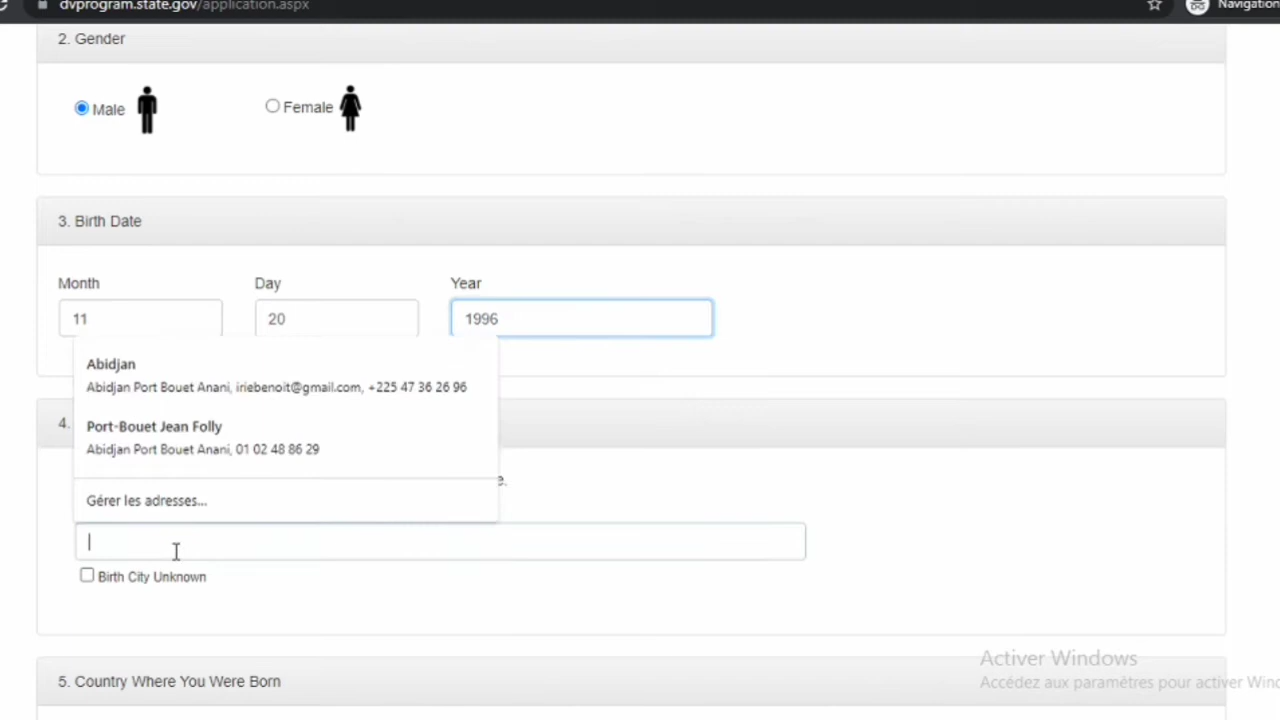 dvprogram.state.gov/application.aspx
Navigation
2. Gender
Male
Female
3. Birth Date
Month
Day
Year
11
20
1996
Abidjan
Abidjan Port Bouet Anani, iriebenoit@gmail.com, +225 47 36 26 96
4.
Port-Bouet Jean Folly
Abidjan Port Bouet Anani, 01 02 48 86 29
e.
Gérer les adresses...
Birth City Unknown
Activer Windows
5. Country Where You Were Born
Accédez aux paramètres pour activer Winc